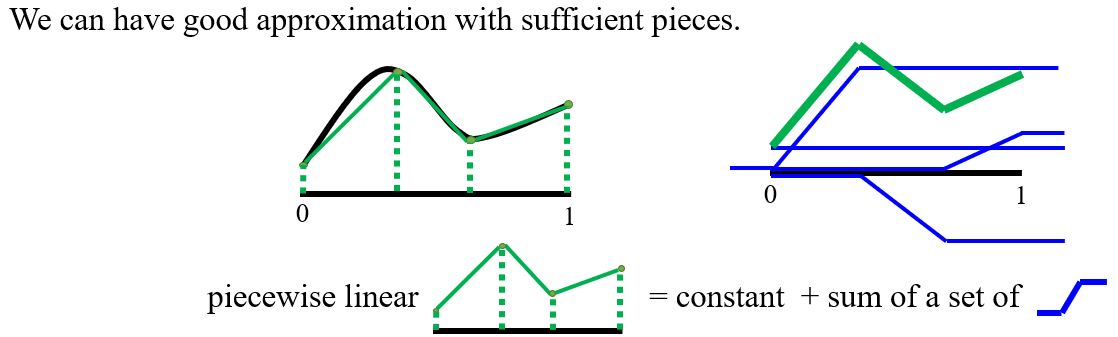 We can have good approximation with sufficient pieces.
0 1
0 1
piecewise linear = constant + sum of a set of